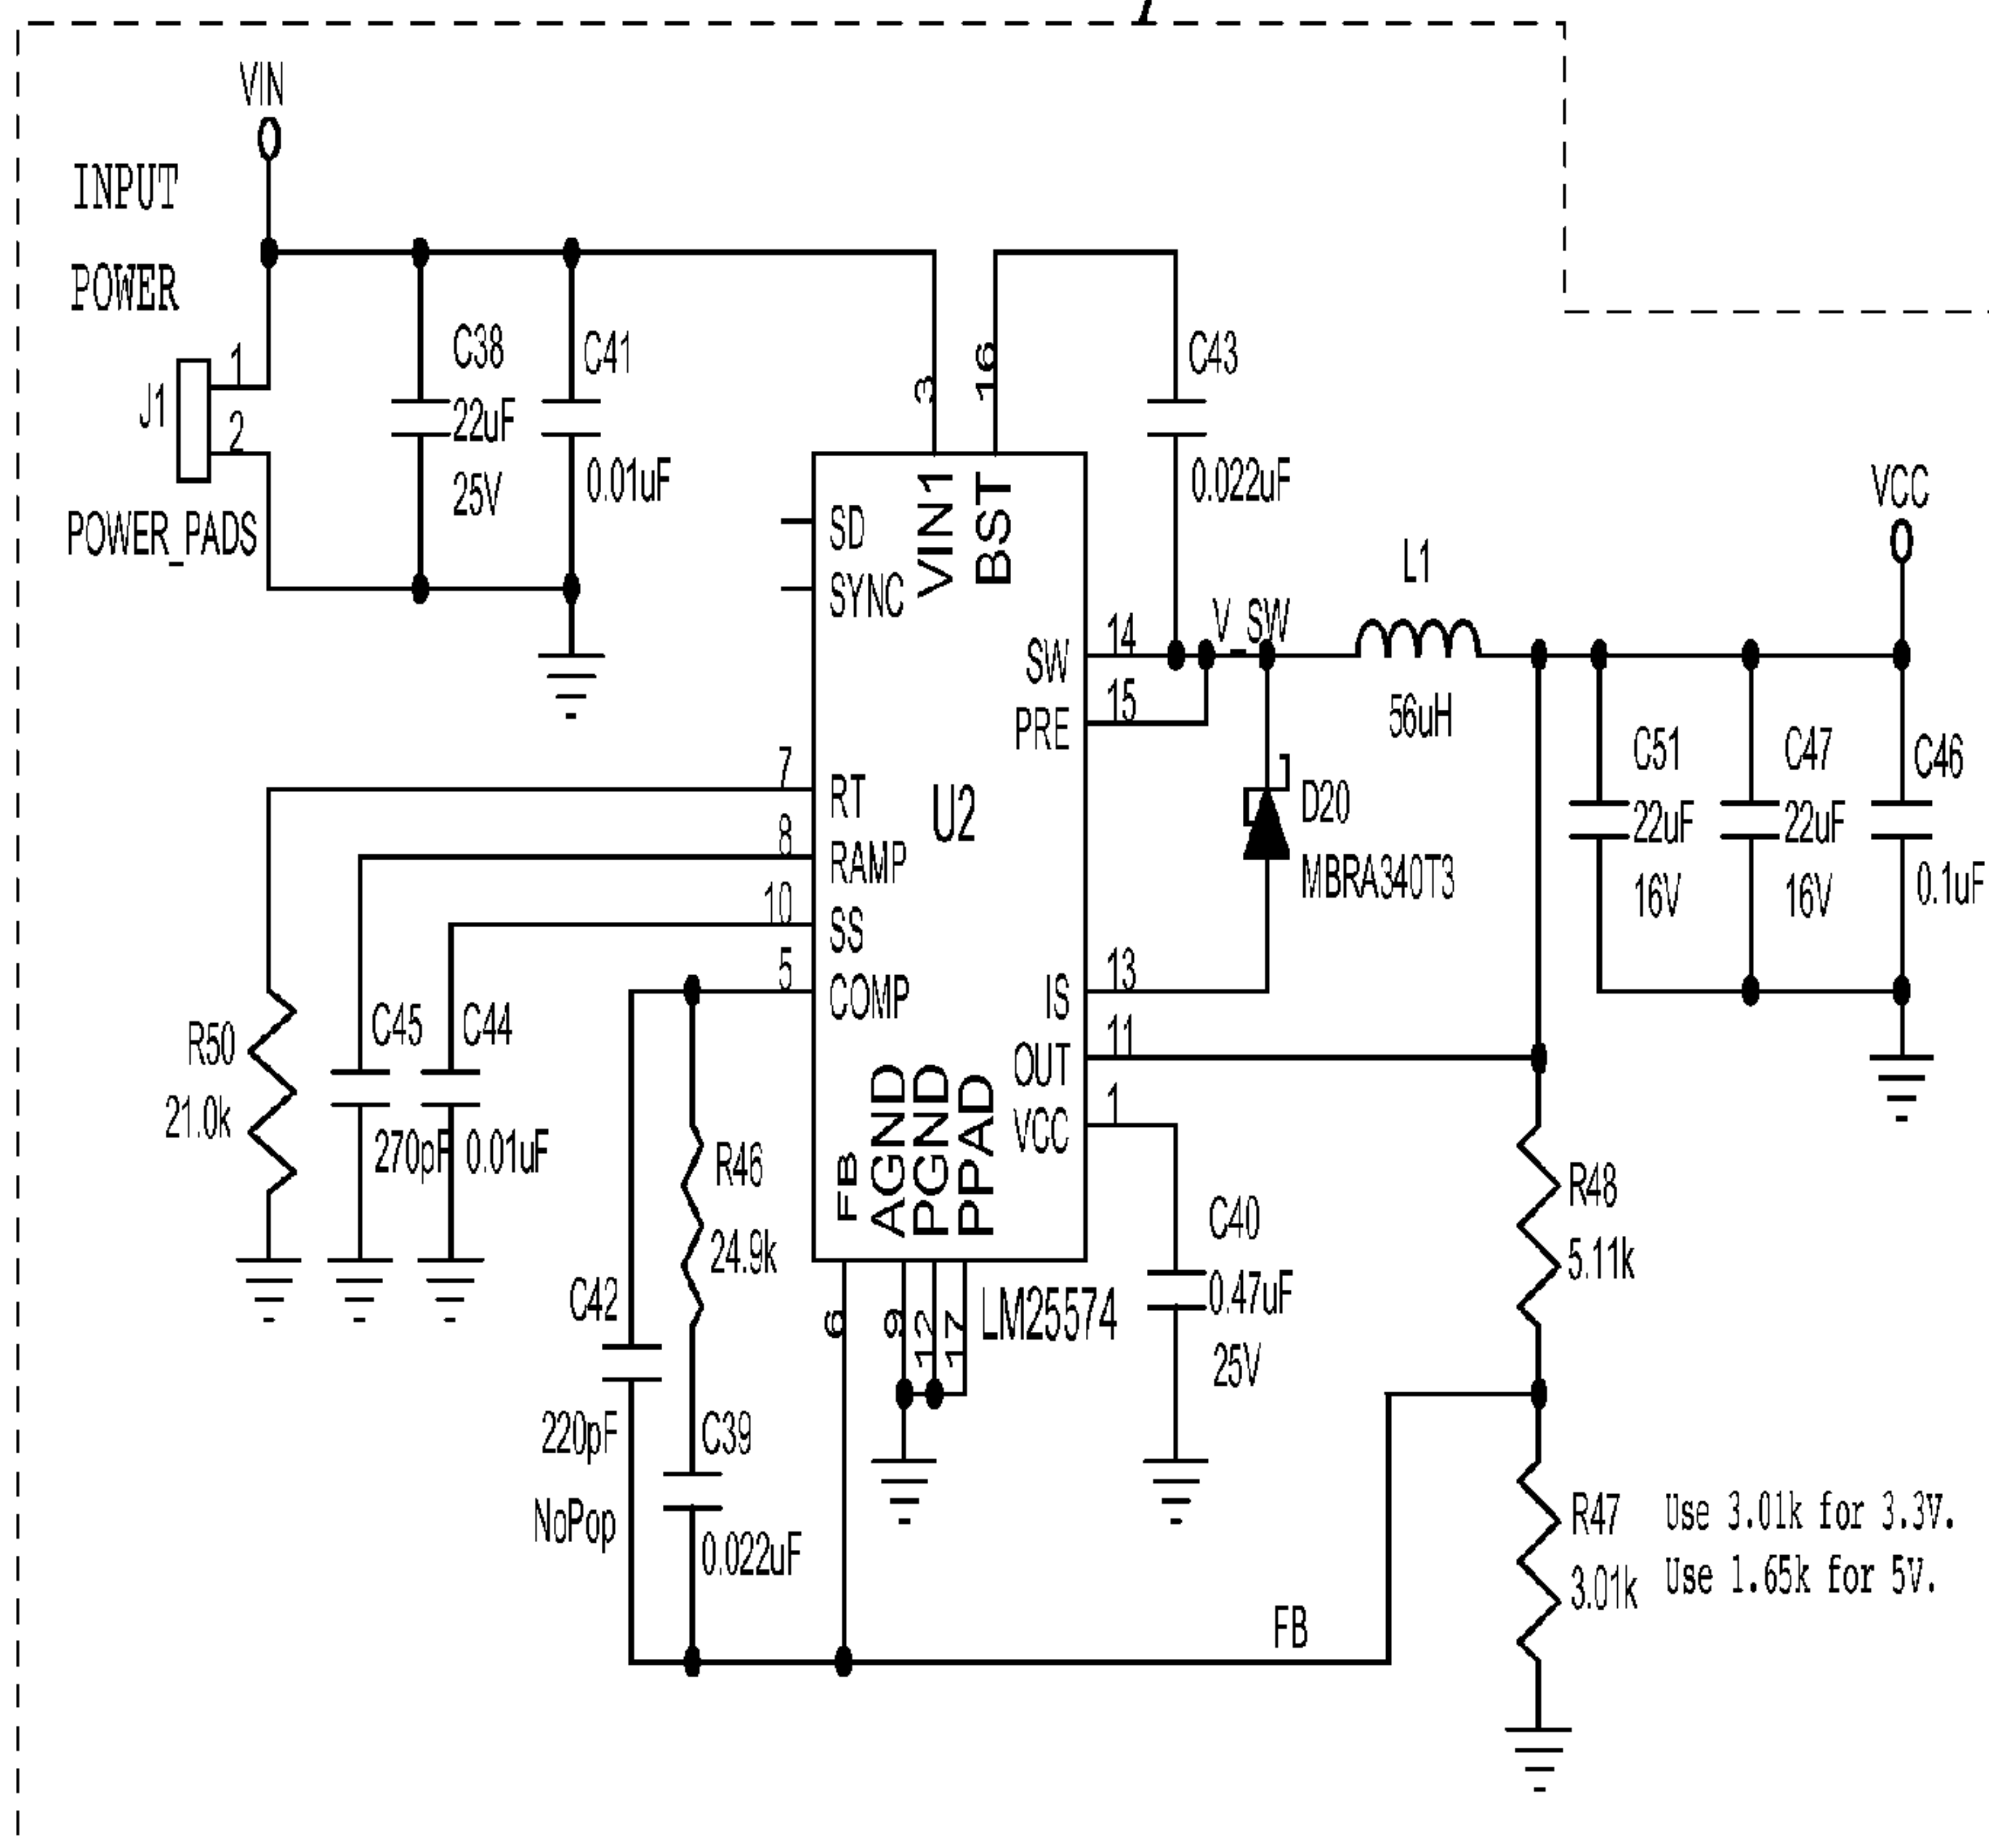 VIN
INPUT
POWER
J1
1
2
POWER_PADS
C38
22uF
25V
C41
0.01uF
3
16
C43
0.022uF
VIN1
BST
SD
SYNC
SW
14
V_SW
PRE
15
L1
56uH
VCC
7
RT
8
RAMP
10
SS
5
COMP
U2
D20
MBRA340T3
C51
22uF
16V
C47
22uF
16V
C46
0.1uF
IS
13
OUT
11
VCC
1
R50
21.0k
C45
270pF
C44
0.01uF
R46
24.9k
FB
AGND
PGND
PPAD
6
9
12
17
LM25574
C40
0.47uF
25V
R48
5.11k
C42
220pF
NoPop
C39
0.022uF
FB
R47
3.01k
Use 3.01k for 3.3V.
Use 1.65k for 5V.